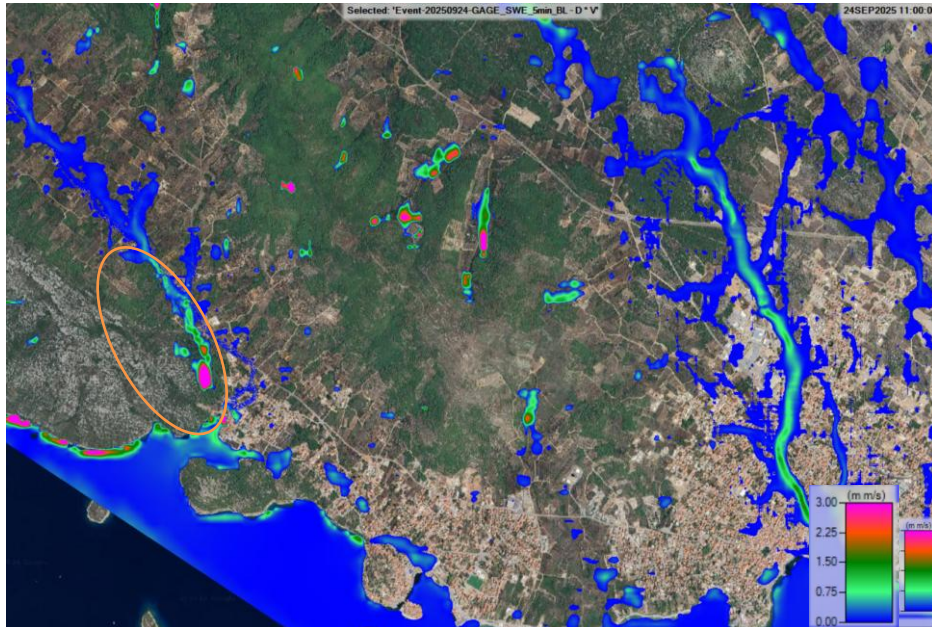 Selected: 'Event-20250924-GAGE_SWE_5min_BL - D * V'
24SEP2025 11:00:0
3.00 (m m/s)
2.25
1.50
0.75
0.00
(m m/s)